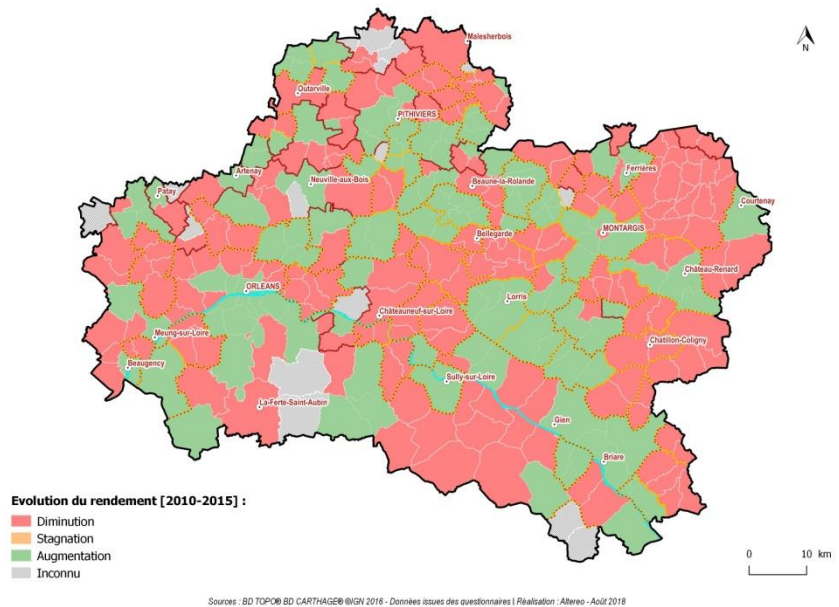 Malesherbois
N
Outarville
PITHIVIERS
Artenay
Neuville-aux-Bois
Patay
Beaune-la-Rolande
Ferrières
Courtenay
Bellegarde
MONTARGIS
Château-Renard
ORLEANS
Lorris
Châteauneuf-sur-Loire
Meung-sur-Loire
Chatillon-Coligny
Beaugency
Sully-sur-Loire
La-Ferté-Saint-Aubin
Gien
Briare
Evolution du rendement [2010-2015] :
Diminution
Stagnation
Augmentation
Inconnu
0 10 km
Sources : BD TOPO® BD CARTHAGE® @IGN 2016 - Données issues des questionnaires | Réalisation : Altereo - Août 2018